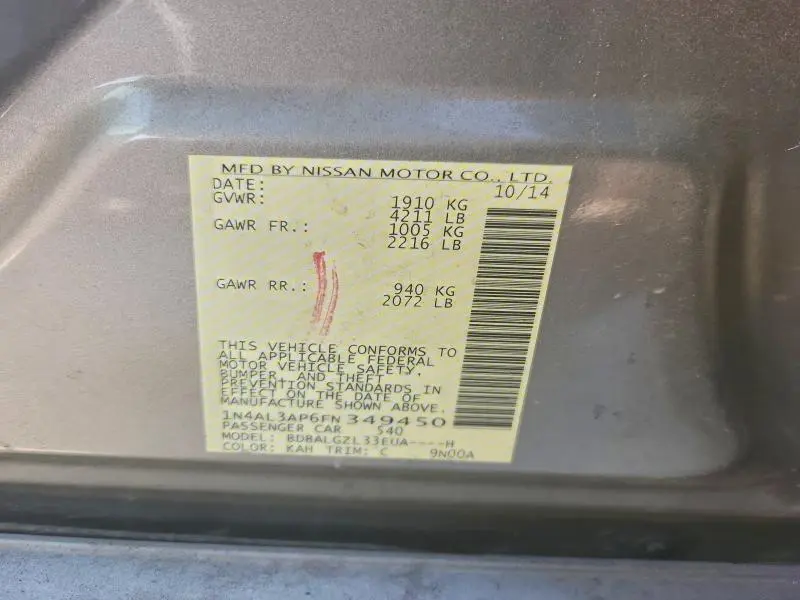 MFD BY NISSAN MOTOR CO., LTD.
DATE: 10/14
GVWR: 1910 KG
4211 LB
GAWR FR.: 1005 KG
2216 LB
GAWR RR.: 940 KG
2072 LB
THIS VEHICLE CONFORMS TO
ALL APPLICABLE FEDERAL
MOTOR VEHICLE SAFETY,
BUMPER, AND THEFT
PREVENTION STANDARDS IN
EFFECT ON THE DATE OF
MANUFACTURE SHOWN ABOVE.
1N4AL3AP6FN 349450
PASSENGER CAR 540
MODEL: BDBALGZL33EUA----H
COLOR: KAH TRIM: C 9N00A